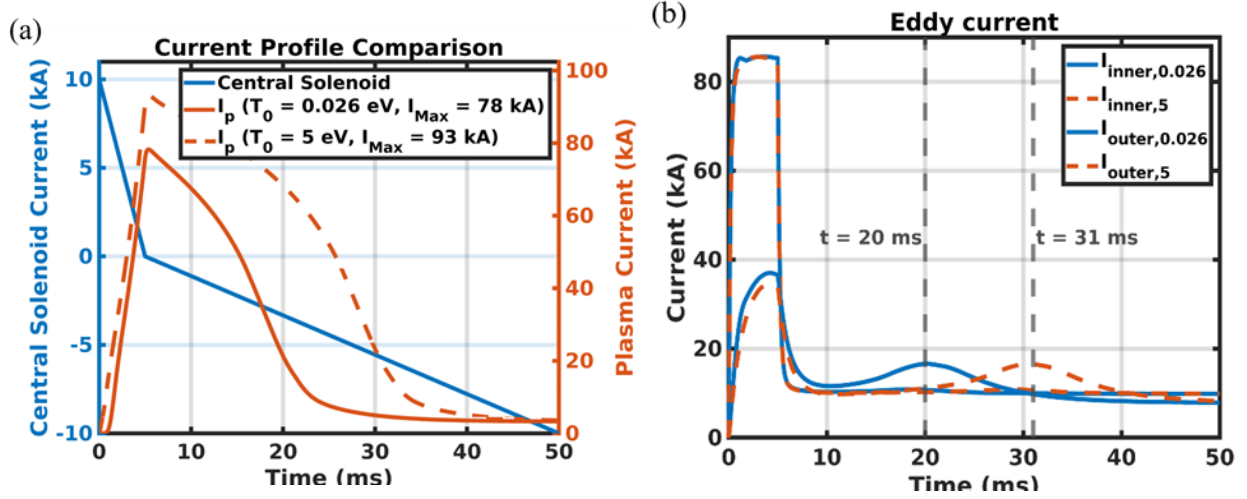 (a)
Current Profile Comparison
Central Solenoid
I_p (T_0 = 0.026 eV, I_Max = 78 kA)
I_p (T_0 = 5 eV, I_Max = 93 kA)
Central Solenoid Current (kA)
10
5
0
-5
-10
Plasma Current (kA)
100
80
60
40
20
0
0
10
20
30
40
50
Time (ms)
(b)
Eddy current
I_inner,0.026
I_inner,5
I_outer,0.026
I_outer,5
t = 20 ms
t = 31 ms
Current (kA)
80
60
40
20
0
0
10
20
30
40
50
Time (ms)